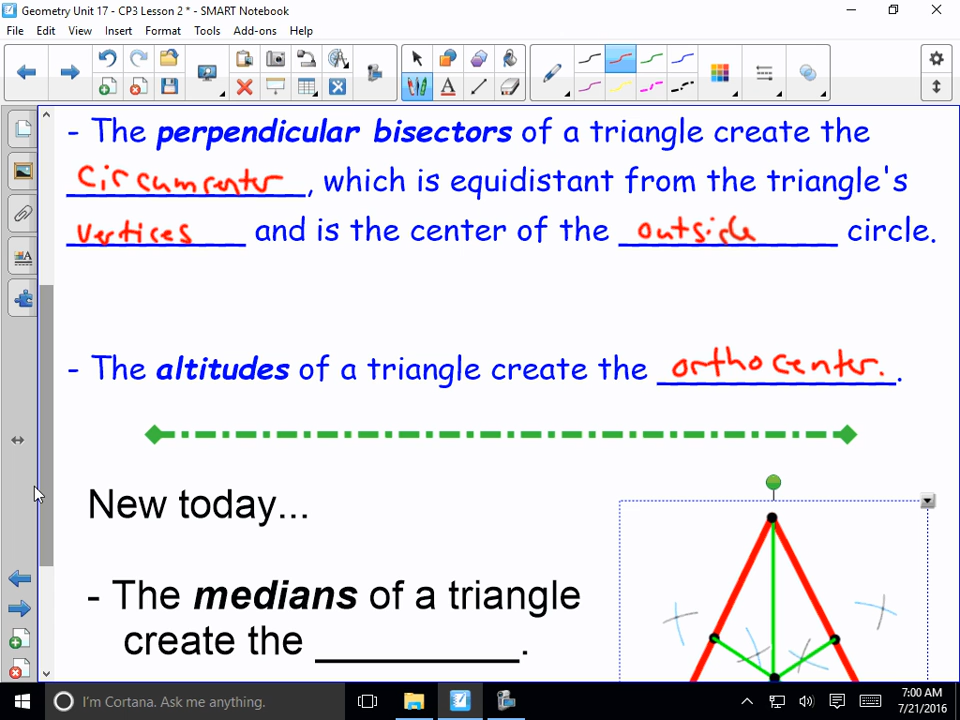 Geometry Unit 17 - CP3 Lesson 2 * - SMART Notebook
File Edit View Insert Format Tools Add-ons Help
- The perpendicular bisectors of a triangle create the
circumcenter, which is equidistant from the triangle's
vertices and is the center of the outside circle.
- The altitudes of a triangle create the orthocenter.
New today...
- The medians of a triangle
create the __________.
I'm Cortana. Ask me anything.
7:00 AM
7/21/2016